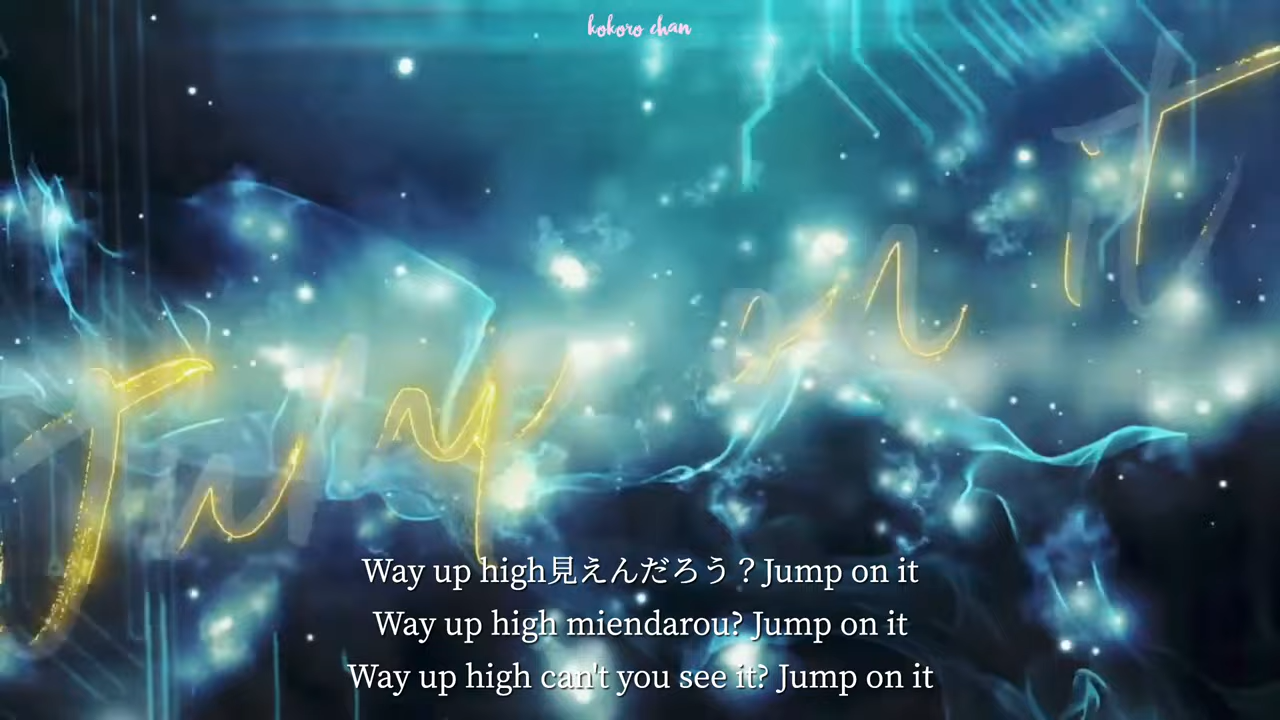 kokoro chan
Jump on it
Way up high見えんだろう？Jump on it
Way up high miendarou? Jump on it
Way up high can't you see it? Jump on it